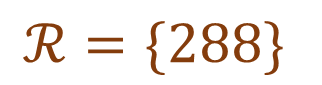 ℛ = {288}